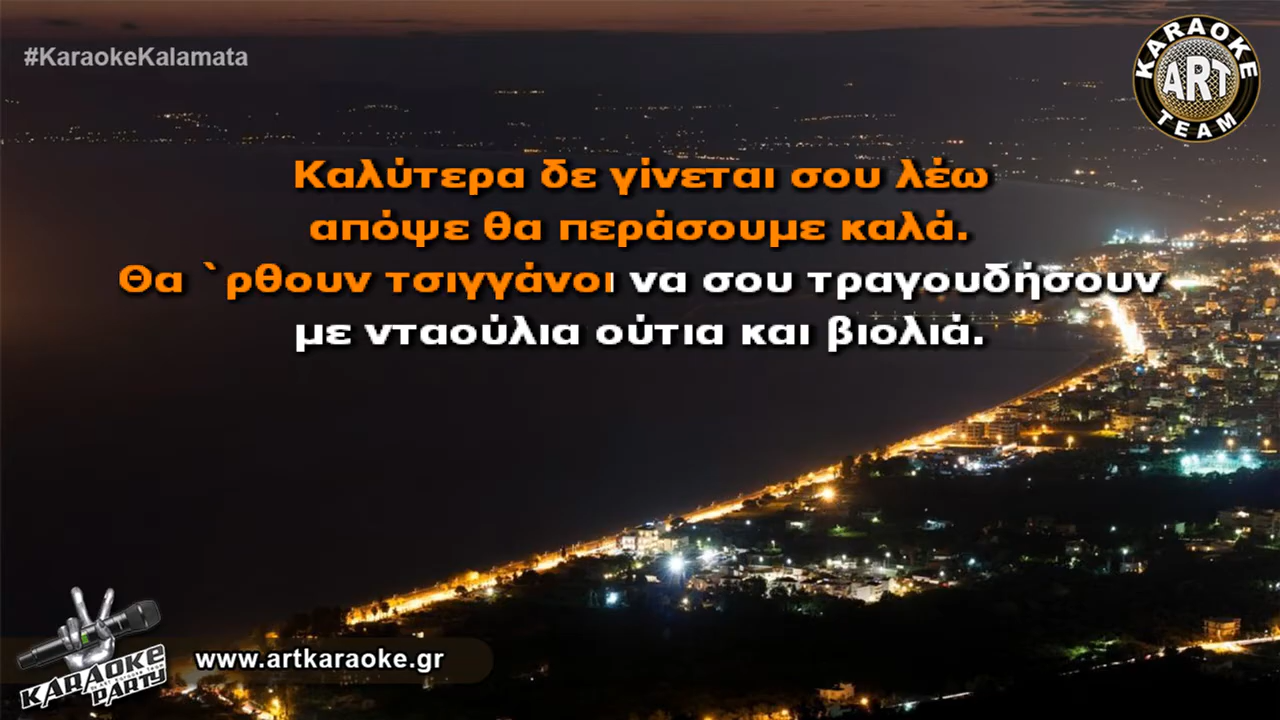 #KaraokeKalamata
KARAOKE
ART
TEAM
Καλύτερα δε γίνεται σου λέω
απόψε θα περάσουμε καλά.
Θα `ρθουν τσιγγάνοι να σου τραγουδήσουν
με νταούλια ούτια και βιολιά.
KARAOKE
PARTY
www.artkaraoke.gr